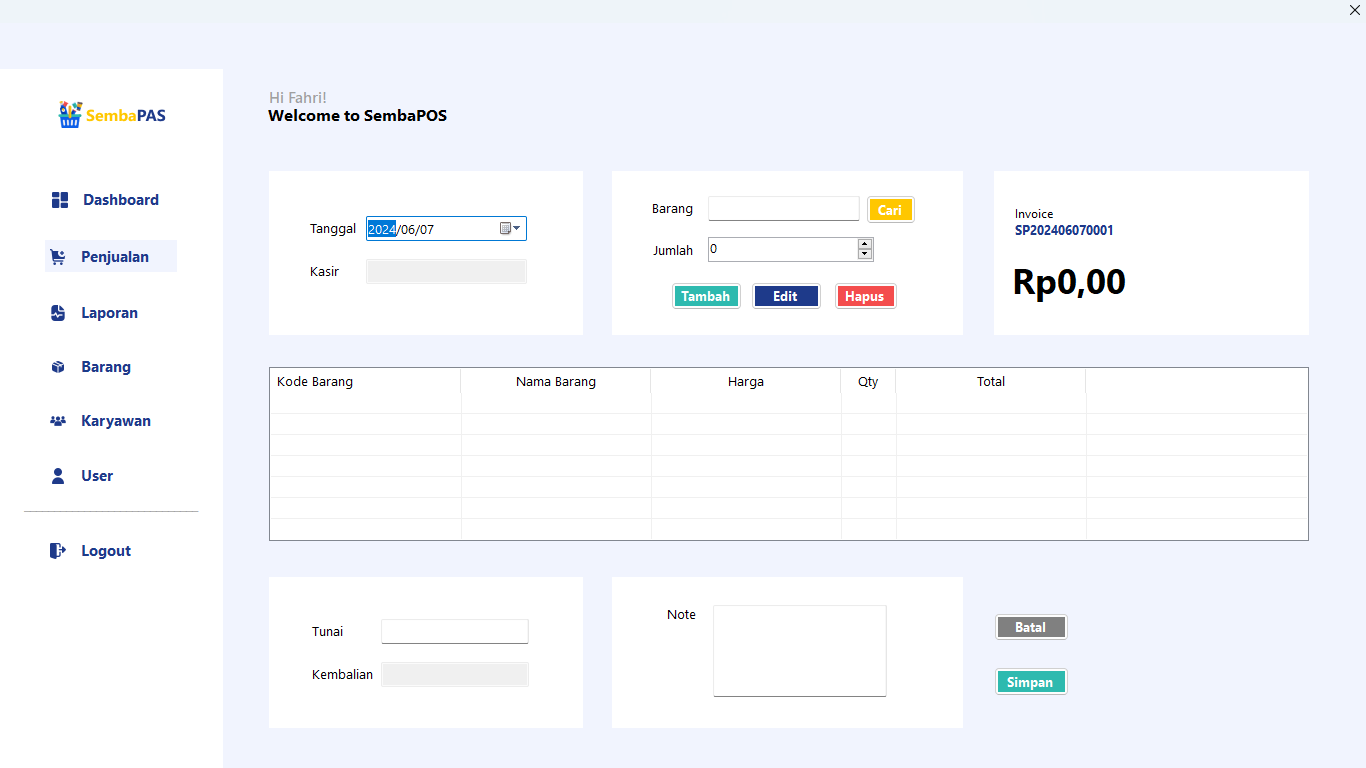 SembaPAS
Dashboard
Penjualan
Laporan
Barang
Karyawan
User
Logout
Hi Fahri!
Welcome to SembaPOS
Tanggal 2024/06/07
Kasir
Barang Cari
Jumlah 0
Tambah Edit Hapus
Invoice
SP202406070001
Rp0,00
Kode Barang Nama Barang Harga Qty Total
Tunai
Kembalian
Note
Batal
Simpan